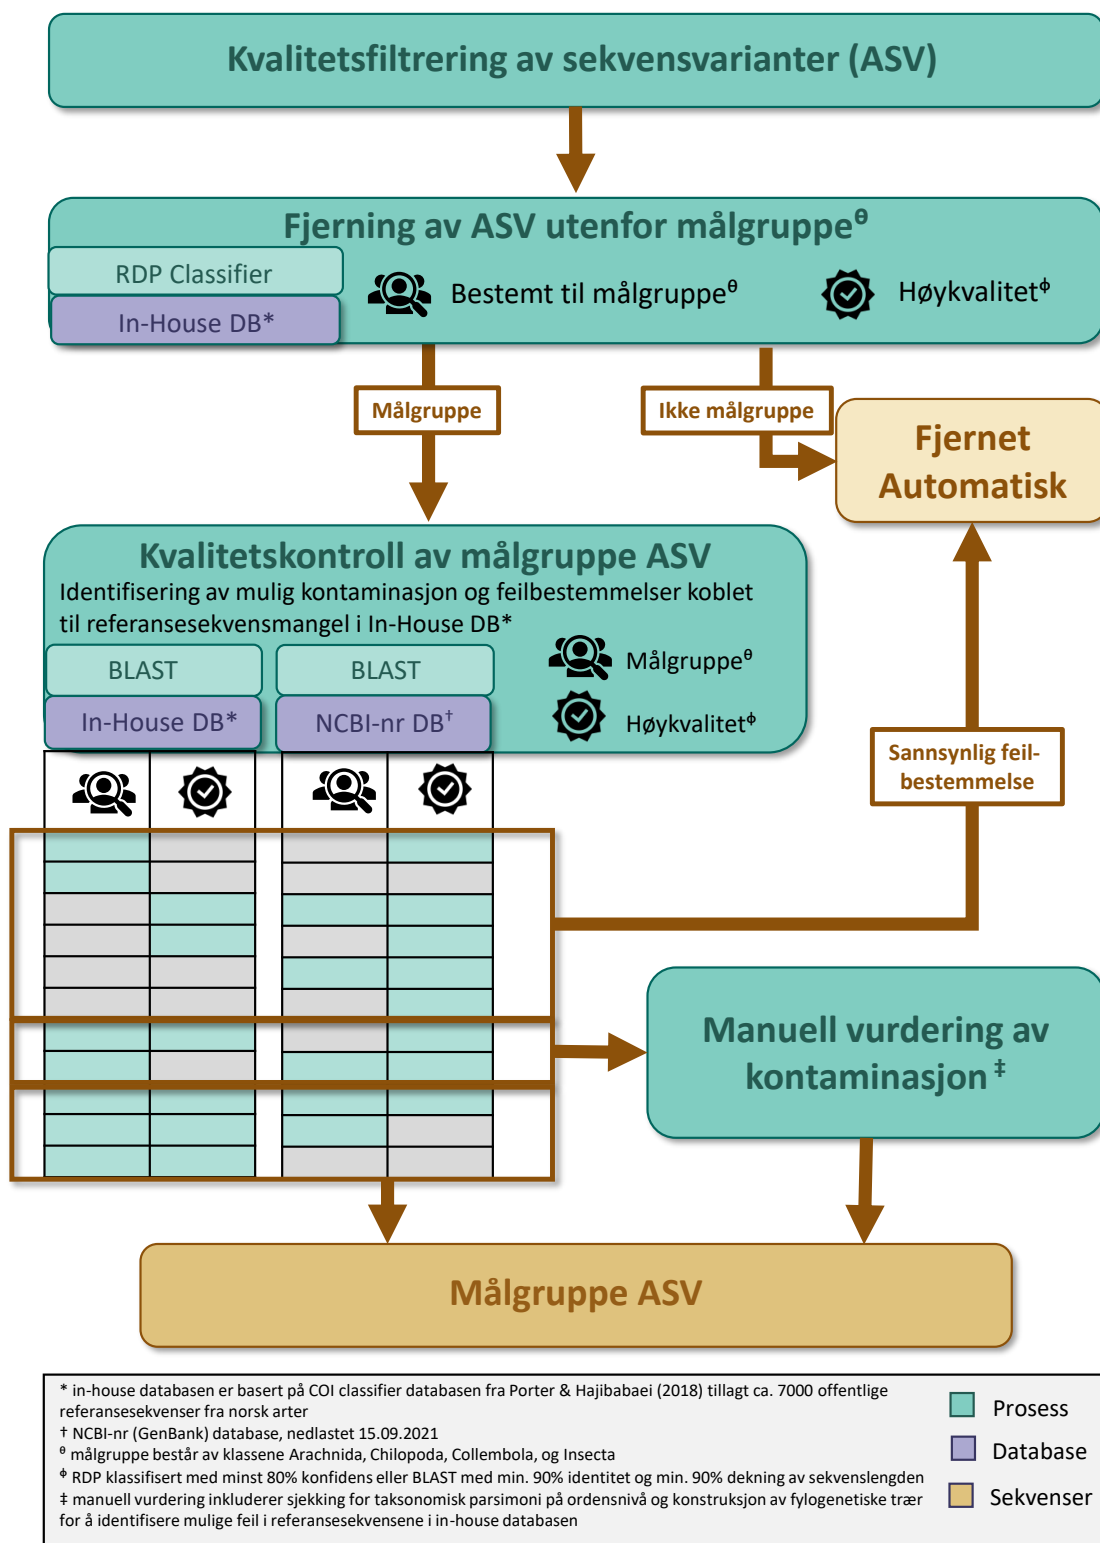 Kvalitetsfiltrering av sekvensvarianter (ASV)
Fjerning av ASV utenfor målgruppeᶿ
RDP Classifier
In-House DB*
Bestemt til målgruppeᶿ
Høykvalitetᶲ
Målgruppe
Ikke målgruppe
Fjernet
Automatisk
Kvalitetskontroll av målgruppe ASV
Identifisering av mulig kontaminasjon og feilbestemmelser koblet
til referansesekvensmangel i In-House DB*
BLAST
In-House DB*
BLAST
NCBI-nr DB†
Målgruppeᶿ
Høykvalitetᶲ
Sannsynlig feil-
bestemmelse
Manuell vurdering av
kontaminasjon ‡
Målgruppe ASV
* in-house databasen er basert på COI classifier databasen fra Porter & Hajibabaei (2018) tillagt ca. 7000 offentlige
referansesekvenser fra norsk arter
† NCBI-nr (GenBank) database, nedlastet 15.09.2021
ᶿ målgruppe består av klassene Arachnida, Chilopoda, Collembola, og Insecta
ᶲ RDP klassifisert med minst 80% konfidens eller BLAST med min. 90% identitet og min. 90% dekning av sekvenslengden
‡ manuell vurdering inkluderer sjekking for taksonomisk parsimoni på ordensnivå og konstruksjon av fylogenetiske trær
for å identifisere mulige feil i referansesekvensene i in-house databasen
Prosess
Database
Sekvenser